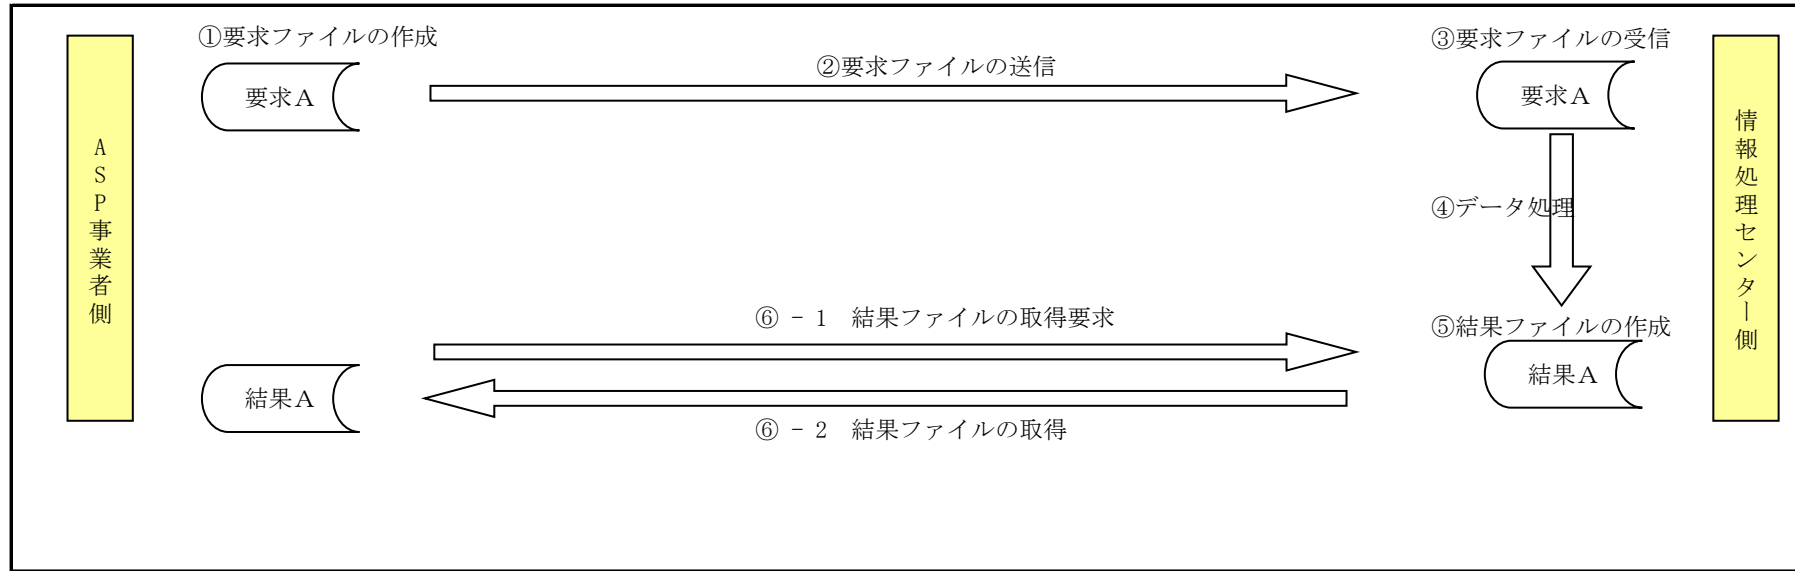 ①要求ファイルの作成
②要求ファイルの送信
③要求ファイルの受信
要求A
要求A
ASP事業者側
情報処理センター側
④データ処理
⑥-1 結果ファイルの取得要求
⑤結果ファイルの作成
結果A
結果A
⑥-2 結果ファイルの取得